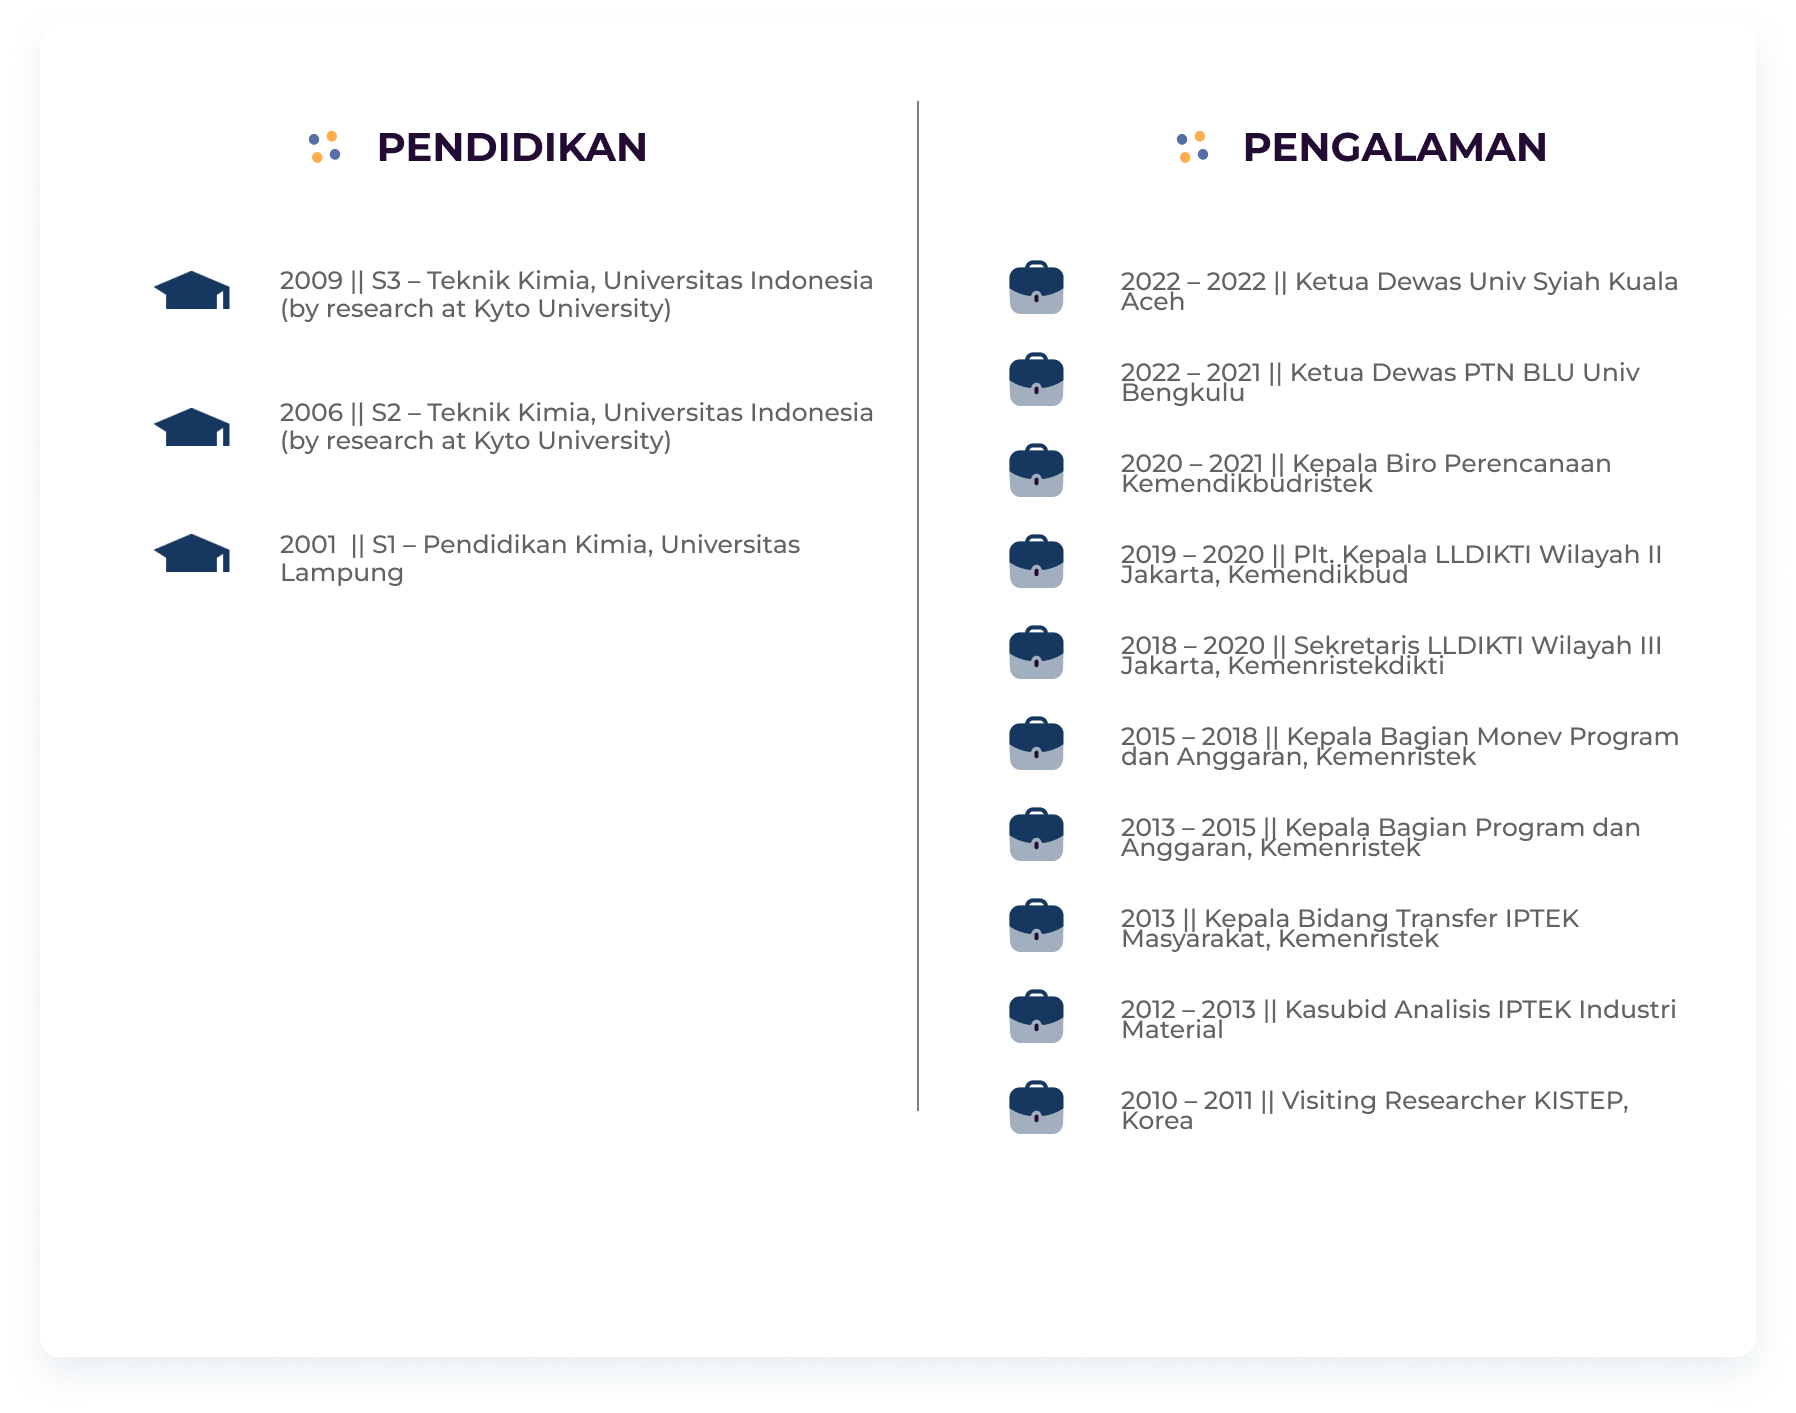 PENDIDIKAN
2009 || S3 – Teknik Kimia, Universitas Indonesia
(by research at Kyto University)
2006 || S2 – Teknik Kimia, Universitas Indonesia
(by research at Kyto University)
2001  || S1 – Pendidikan Kimia, Universitas
Lampung
PENGALAMAN
2022 – 2022 || Ketua Dewas Univ Syiah Kuala
Aceh
2022 – 2021 || Ketua Dewas PTN BLU Univ
Bengkulu
2020 – 2021 || Kepala Biro Perencanaan
Kemendikbudristek
2019 – 2020 || Plt. Kepala LLDIKTI Wilayah II
Jakarta, Kemendikbud
2018 – 2020 || Sekretaris LLDIKTI Wilayah III
Jakarta, Kemenristekdikti
2015 – 2018 || Kepala Bagian Monev Program
dan Anggaran, Kemenristek
2013 – 2015 || Kepala Bagian Program dan
Anggaran, Kemenristek
2013 || Kepala Bidang Transfer IPTEK
Masyarakat, Kemenristek
2012 – 2013 || Kasubid Analisis IPTEK Industri
Material
2010 – 2011 || Visiting Researcher KISTEP,
Korea